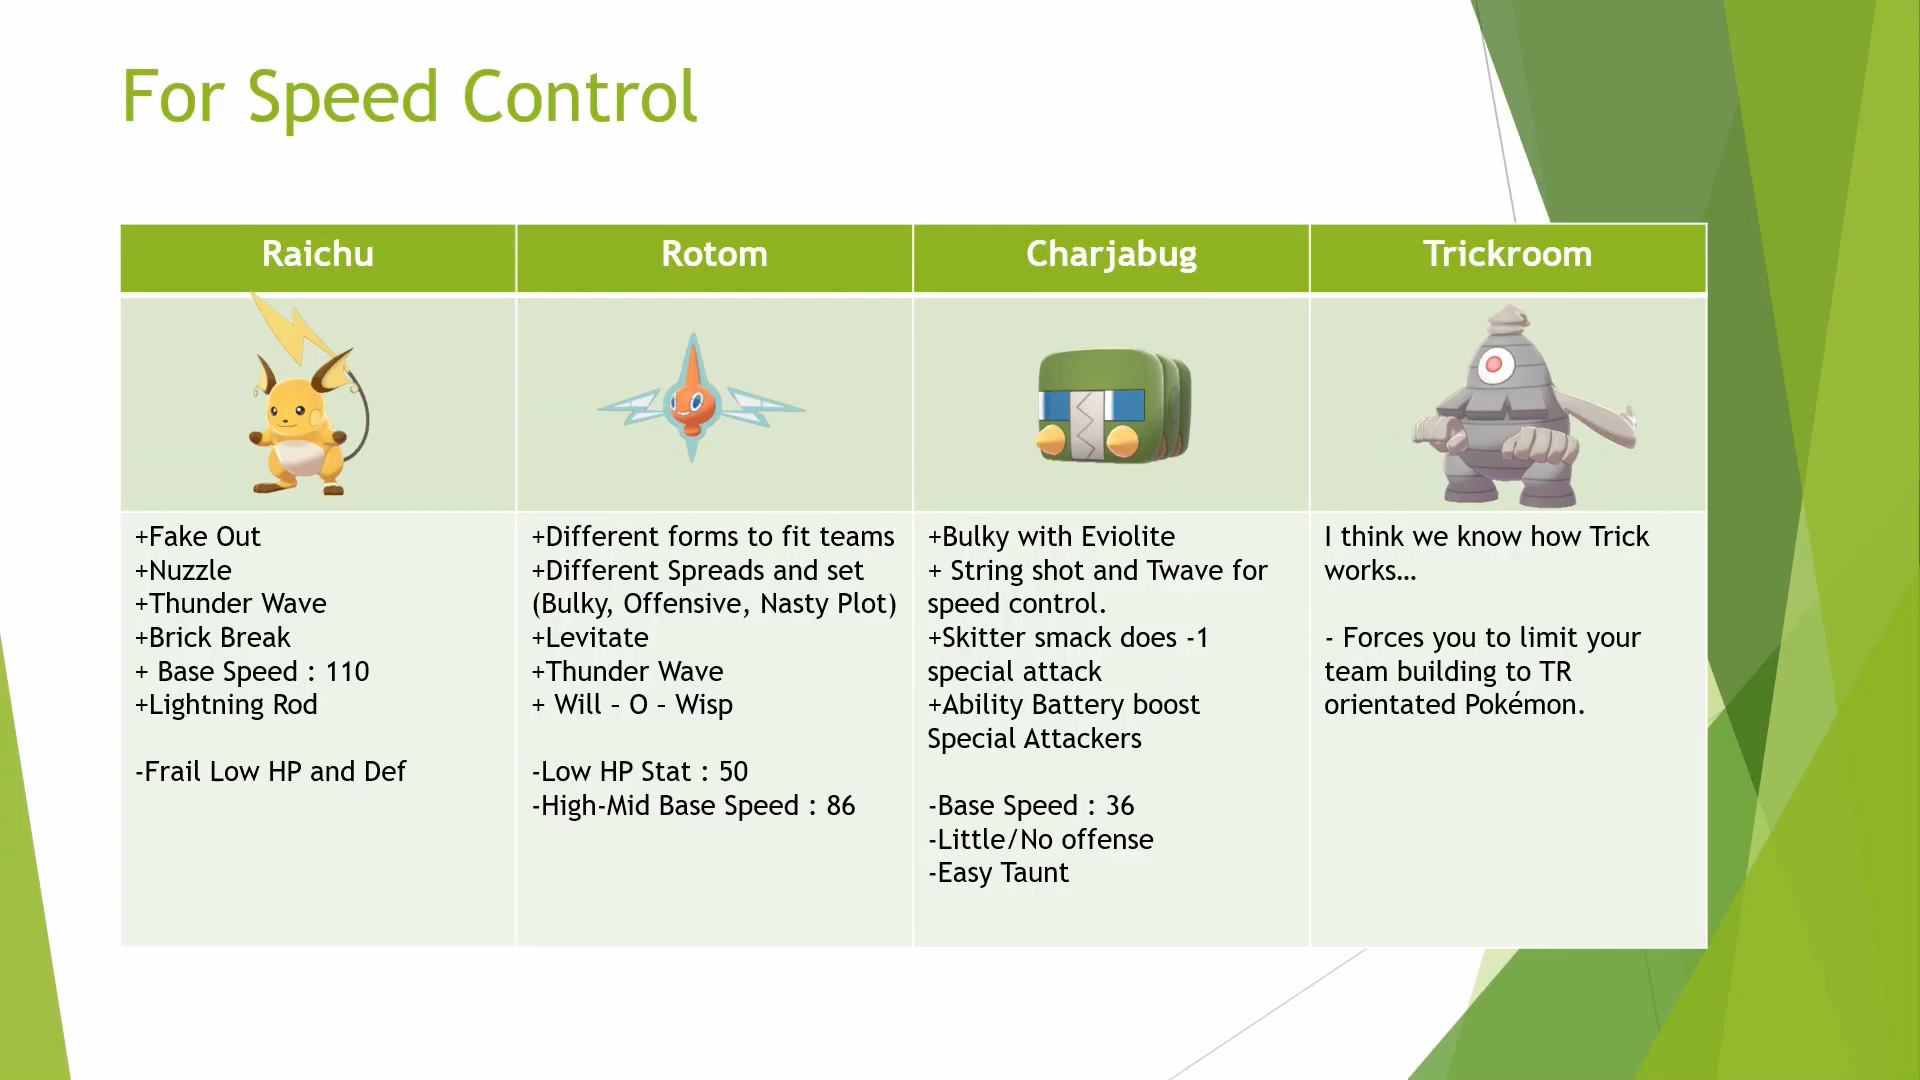 For Speed Control
Raichu
Rotom
Charjabug
Trickroom
+Fake Out
+Nuzzle
+Thunder Wave
+Brick Break
+ Base Speed : 110
+Lightning Rod
-Frail Low HP and Def
+Different forms to fit teams
+Different Spreads and set
(Bulky, Offensive, Nasty Plot)
+Levitate
+Thunder Wave
+ Will – O – Wisp
-Low HP Stat : 50
-High-Mid Base Speed : 86
+Bulky with Eviolite
+ String shot and Twave for
speed control.
+Skitter smack does -1
special attack
+Ability Battery boost
Special Attackers
-Base Speed : 36
-Little/No offense
-Easy Taunt
I think we know how Trick
works…
- Forces you to limit your
team building to TR
orientated Pokémon.